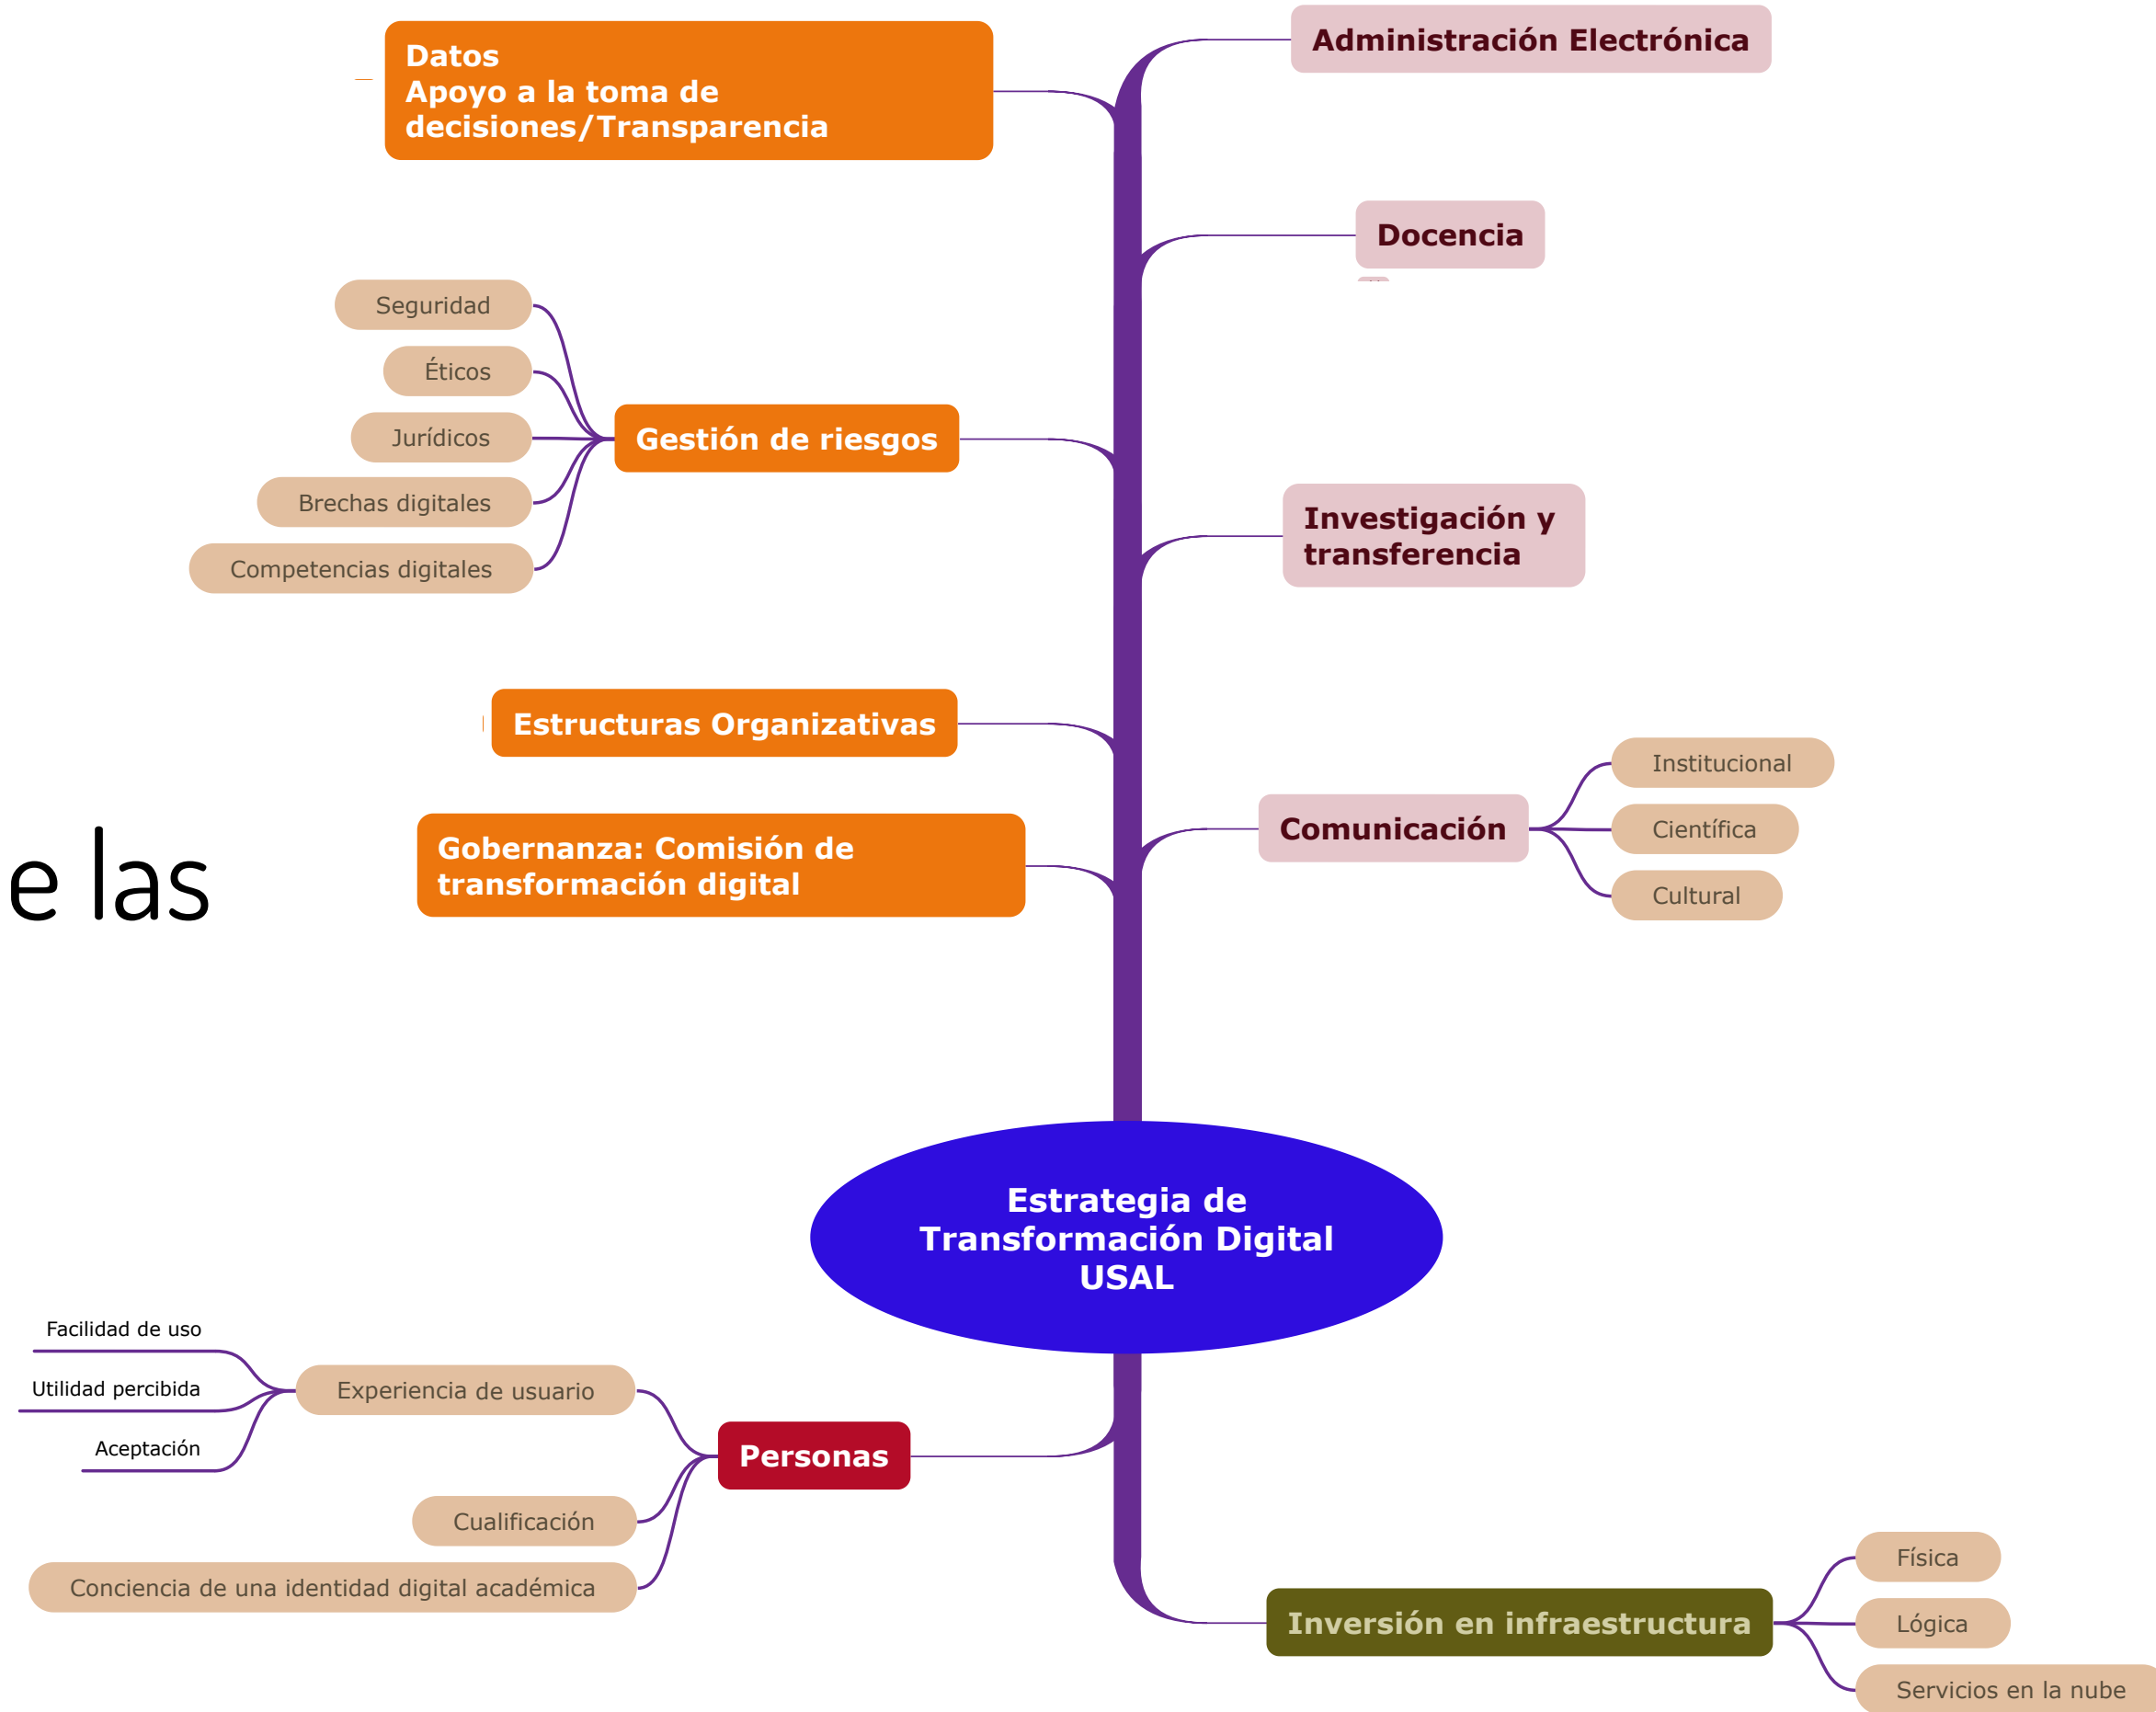 Datos
Apoyo a la toma de
decisiones/Transparencia
Administración Electrónica
Docencia
Seguridad
Éticos
Jurídicos
Brechas digitales
Competencias digitales
Gestión de riesgos
Investigación y
transferencia
Estructuras Organizativas
Gobernanza: Comisión de
transformación digital
e las
Comunicación
Institucional
Científica
Cultural
Estrategia de
Transformación Digital
USAL
Facilidad de uso
Utilidad percibida
Aceptación
Experiencia de usuario
Personas
Cualificación
Conciencia de una identidad digital académica
Inversión en infraestructura
Física
Lógica
Servicios en la nube